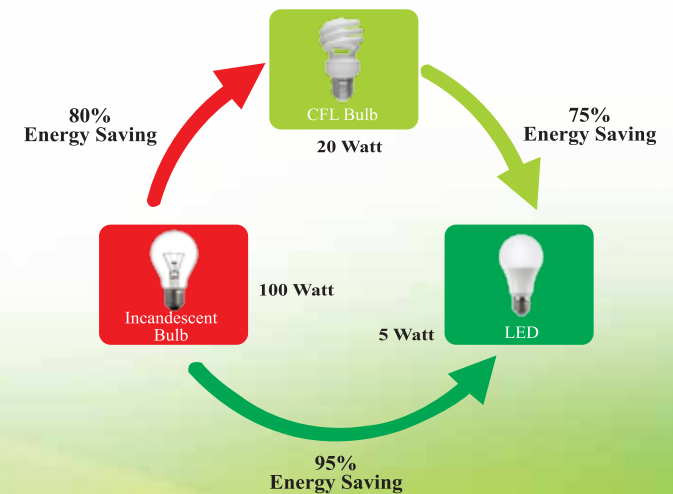 CFL Bulb
20 Watt
80%
Energy Saving
75%
Energy Saving
Incandescent
Bulb
100 Watt
5 Watt
LED
95%
Energy Saving